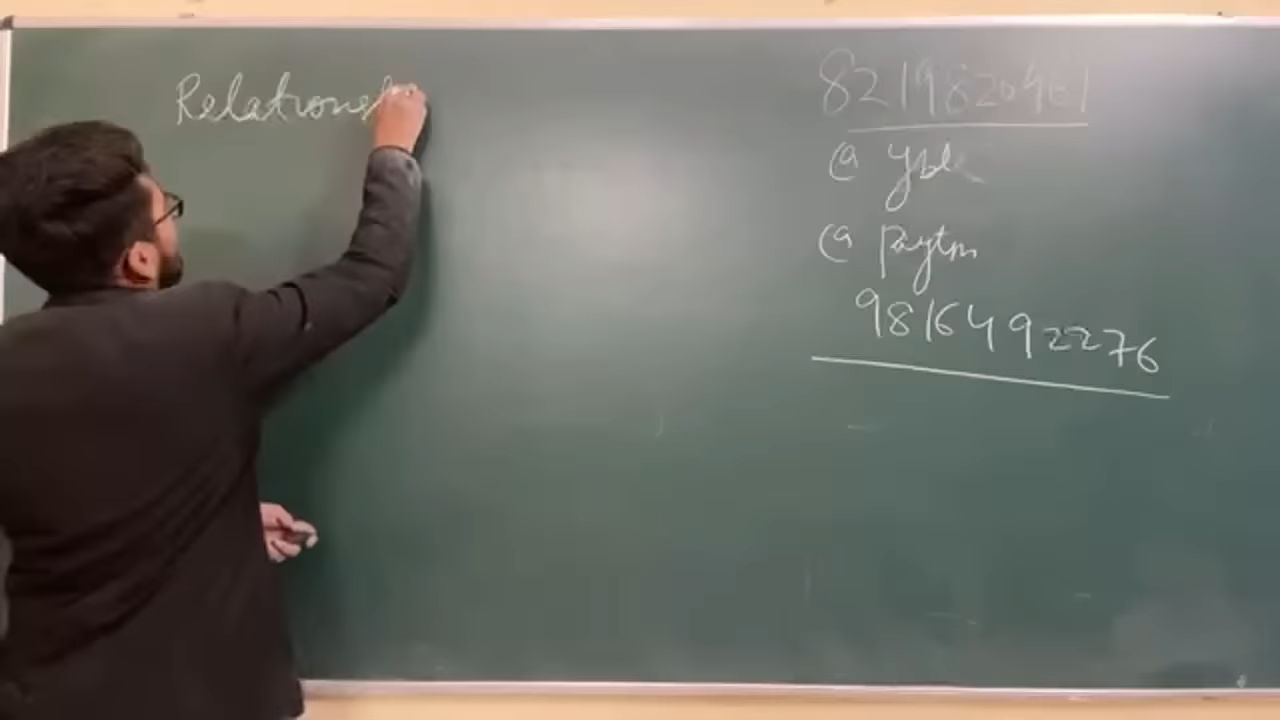 Relationsh
8219820401
@ ybl
@ Paytm
9816492276